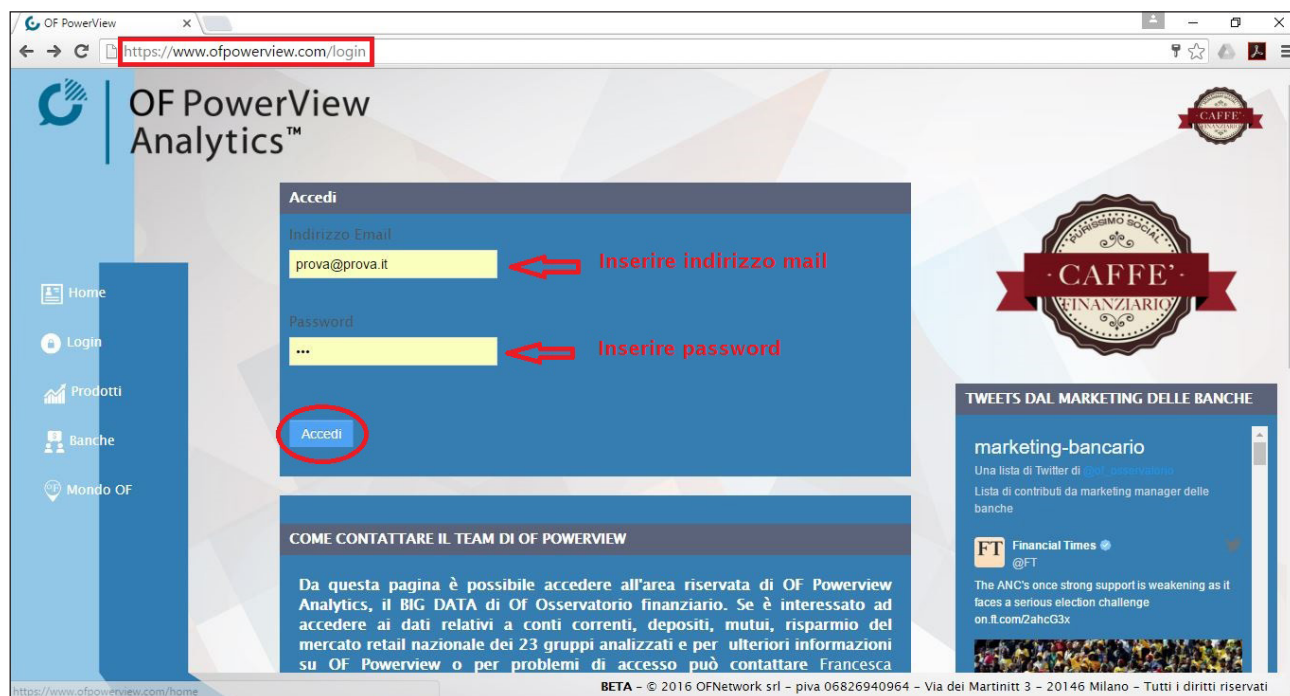 OF PowerView
https://www.ofpowerview.com/login
OF PowerView
Analytics™
CAFFE'
Accedi
Indirizzo Email
prova@prova.it
Inserire indirizzo mail
Password
•••
Inserire password
Accedi
Home
Login
Prodotti
Banche
Mondo OF
PURISSIMO SOCIAL
· CAFFE' ·
FINANZIARIO
TWEETS DAL MARKETING DELLE BANCHE
marketing-bancario
Una lista di Twitter di @of_osservatorio
Lista di contributi da marketing manager delle
banche
FT
Financial Times
@FT
The ANC's once strong support is weakening as it
faces a serious election challenge
on.ft.com/2ahcG3x
COME CONTATTARE IL TEAM DI OF POWERVIEW
Da questa pagina è possibile accedere all'area riservata di OF Powerview
Analytics, il BIG DATA di Of Osservatorio finanziario. Se è interessato ad
accedere ai dati relativi a conti correnti, depositi, mutui, risparmio del
mercato retail nazionale dei 23 gruppi analizzati e per ulteriori informazioni
su OF Powerview o per problemi di accesso può contattare Francesca
https://www.ofpowerview.com/home
BETA - © 2016 OFNetwork srl - piva 06826940964 - Via dei Martinitt 3 - 20146 Milano - Tutti i diritti riservati